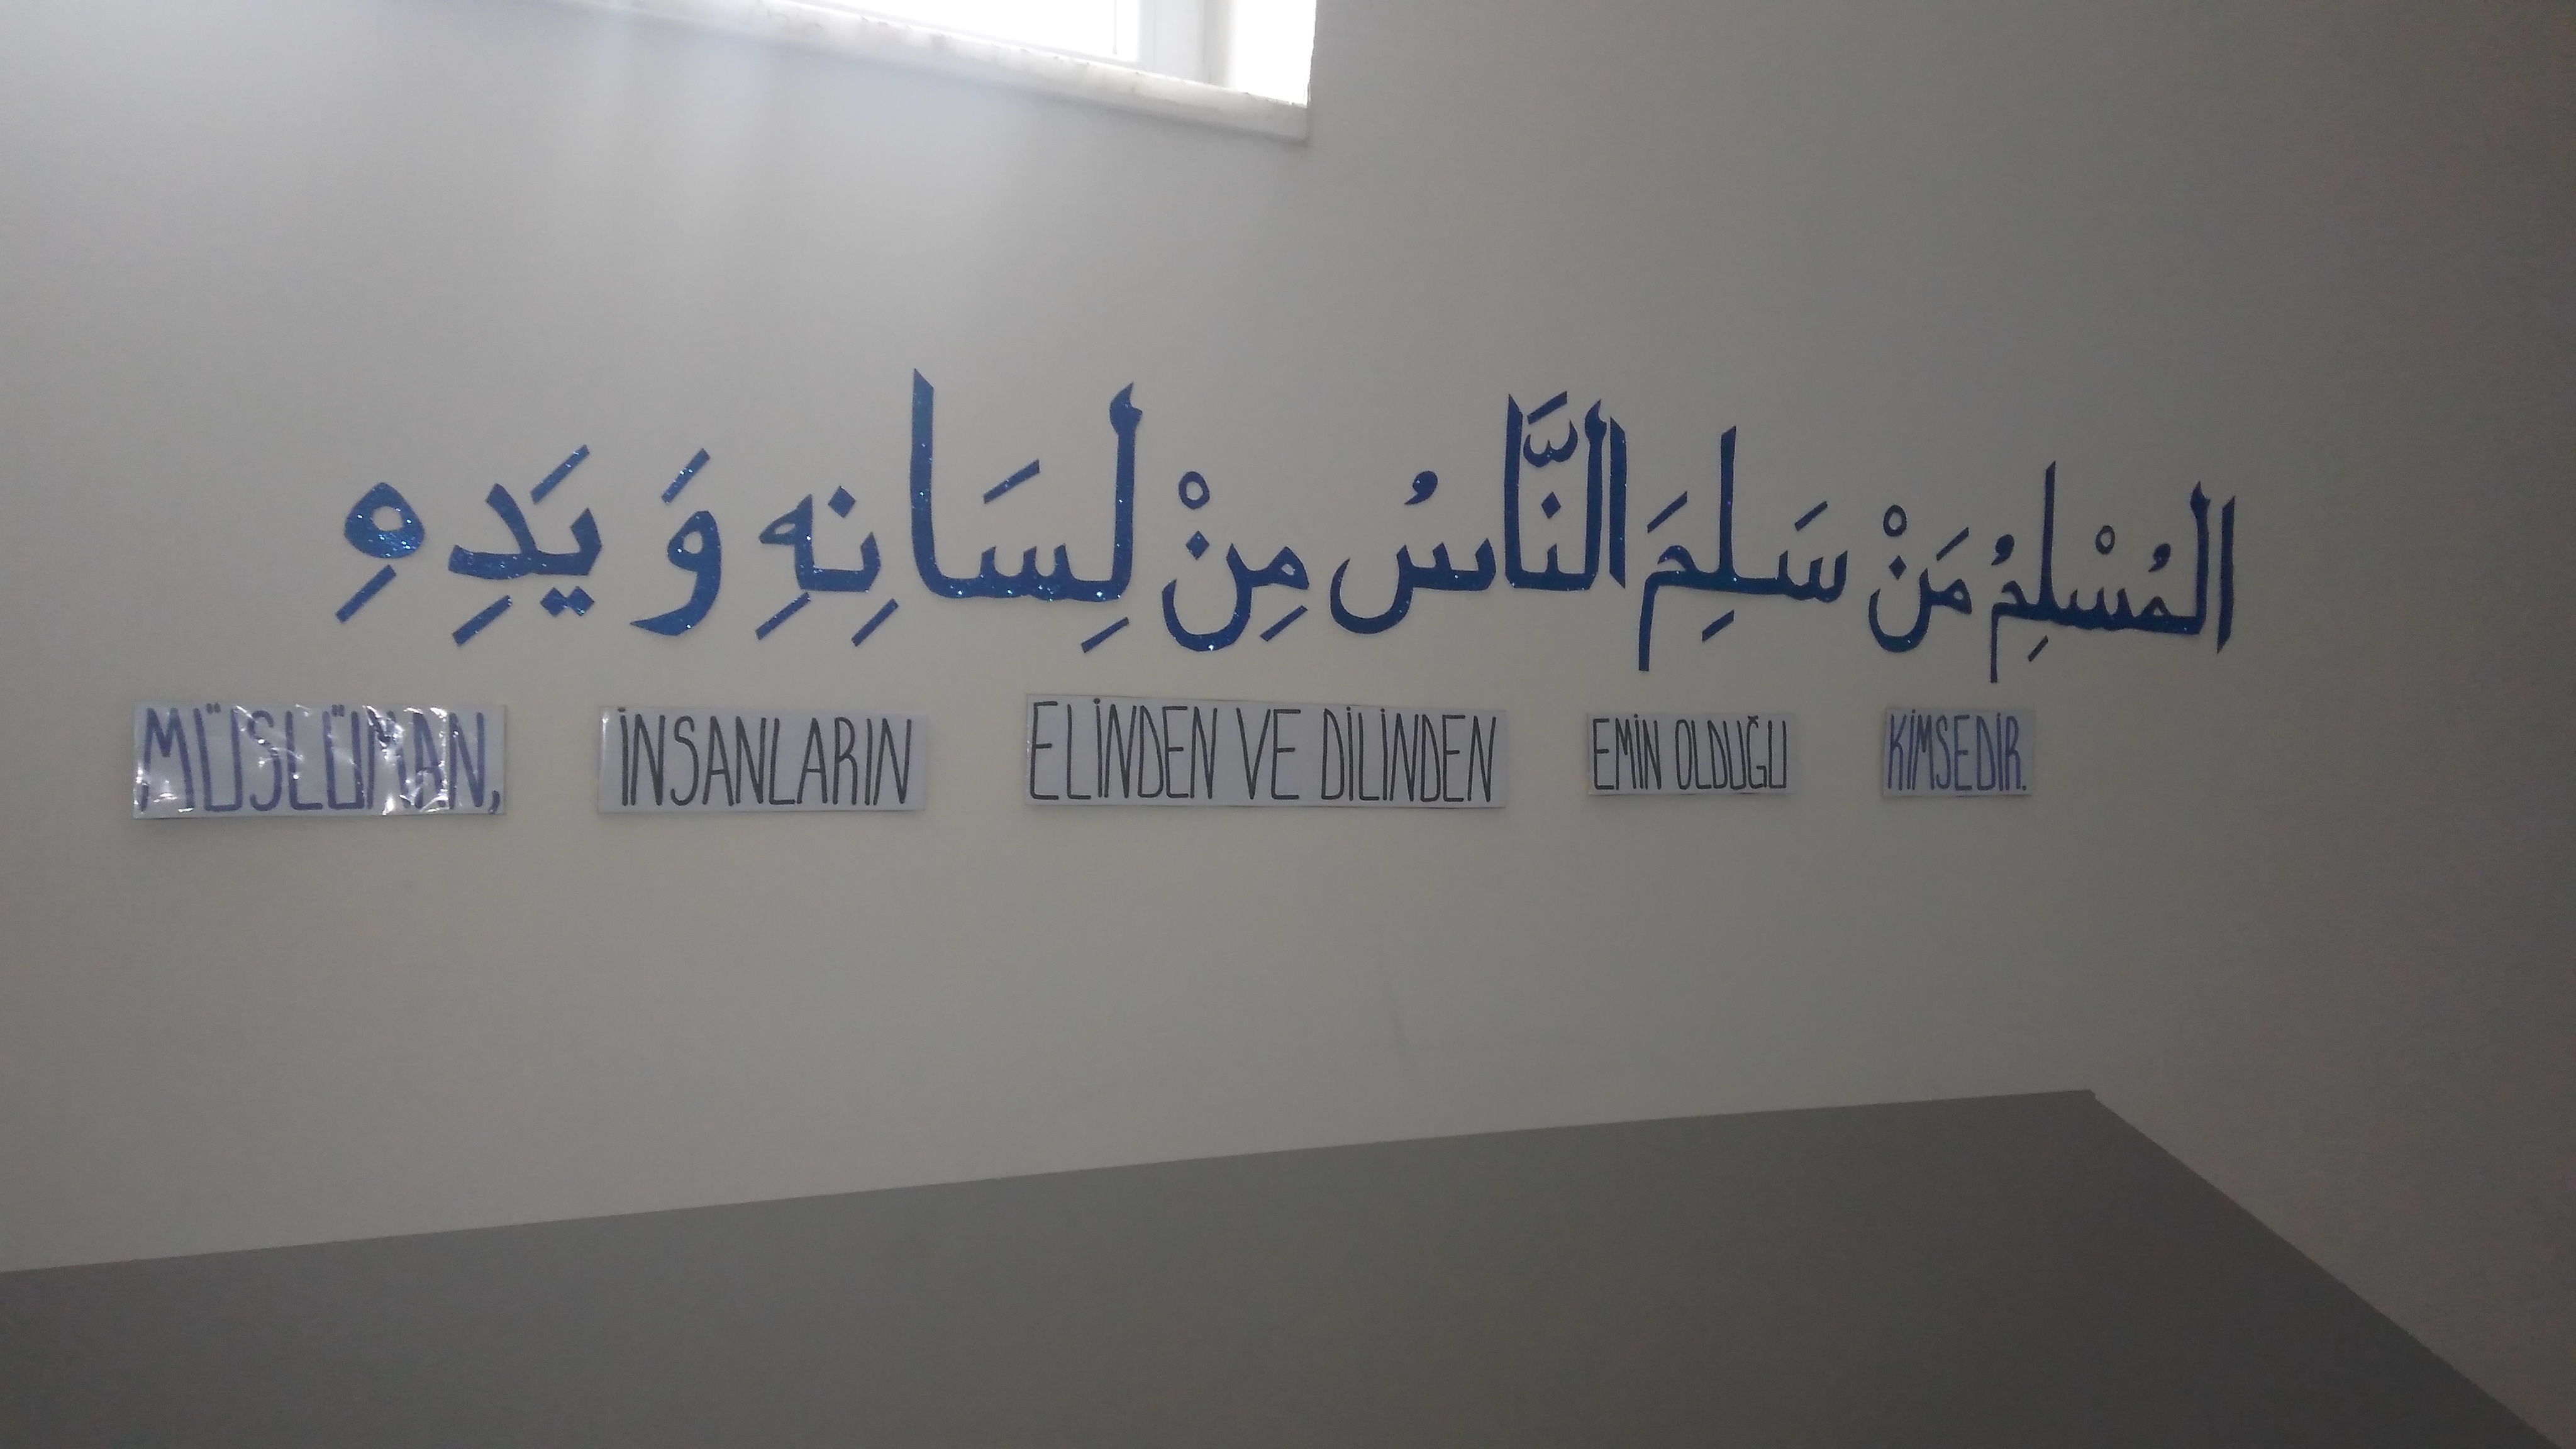 الْمُسْلِمُ مَنْ سَلِمَ النَّاسُ مِنْ لِسَانِهِ وَ يَدِهِ
MÜSLÜMAN, İNSANLARIN ELİNDEN VE DİLİNDEN EMİN OLDUĞU KİMSEDİR.